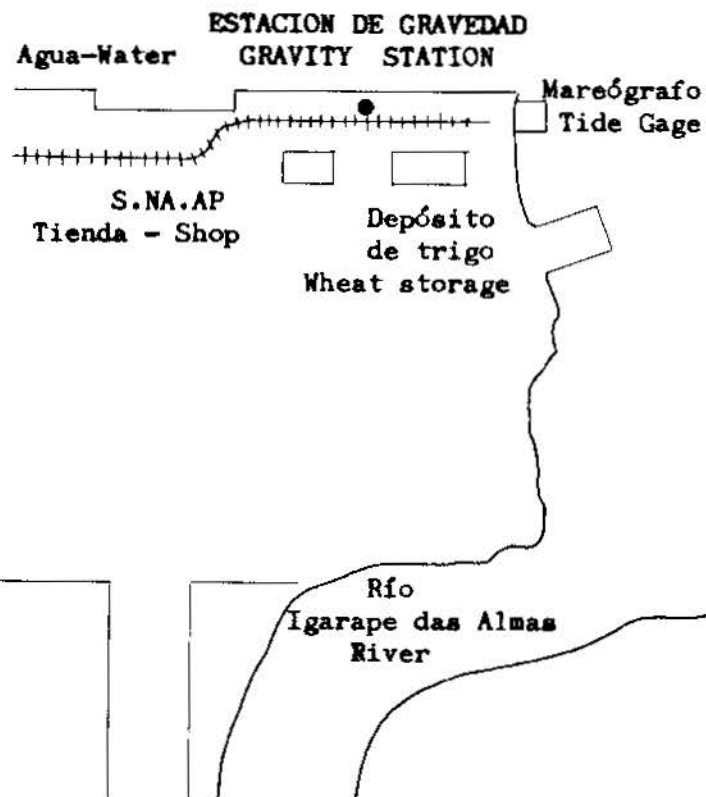 ESTACION DE GRAVEDAD
Agua-Water GRAVITY STATION
Mareógrafo
Tide Gage
S.NA.AP
Tienda - Shop
Depósito
de trigo
Wheat storage
Río
Igarape das Almas
River